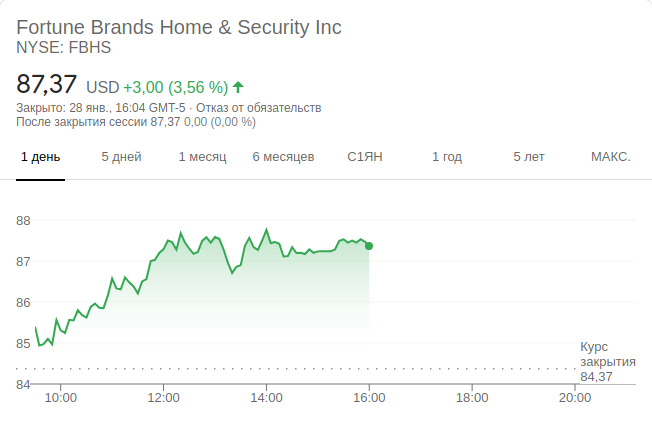 Fortune Brands Home & Security Inc
NYSE: FBHS
87,37 USD +3,00 (3,56 %)
Закрыто: 28 янв., 16:04 GMT-5 · Отказ от обязательств
После закрытия сессии 87,37 0,00 (0,00 %)
1 день 5 дней 1 месяц 6 месяцев С1ЯН 1 год 5 лет МАКС.
88
87
86
85
Курс
закрытия
84,37
84
10:00 12:00 14:00 16:00 18:00 20:00